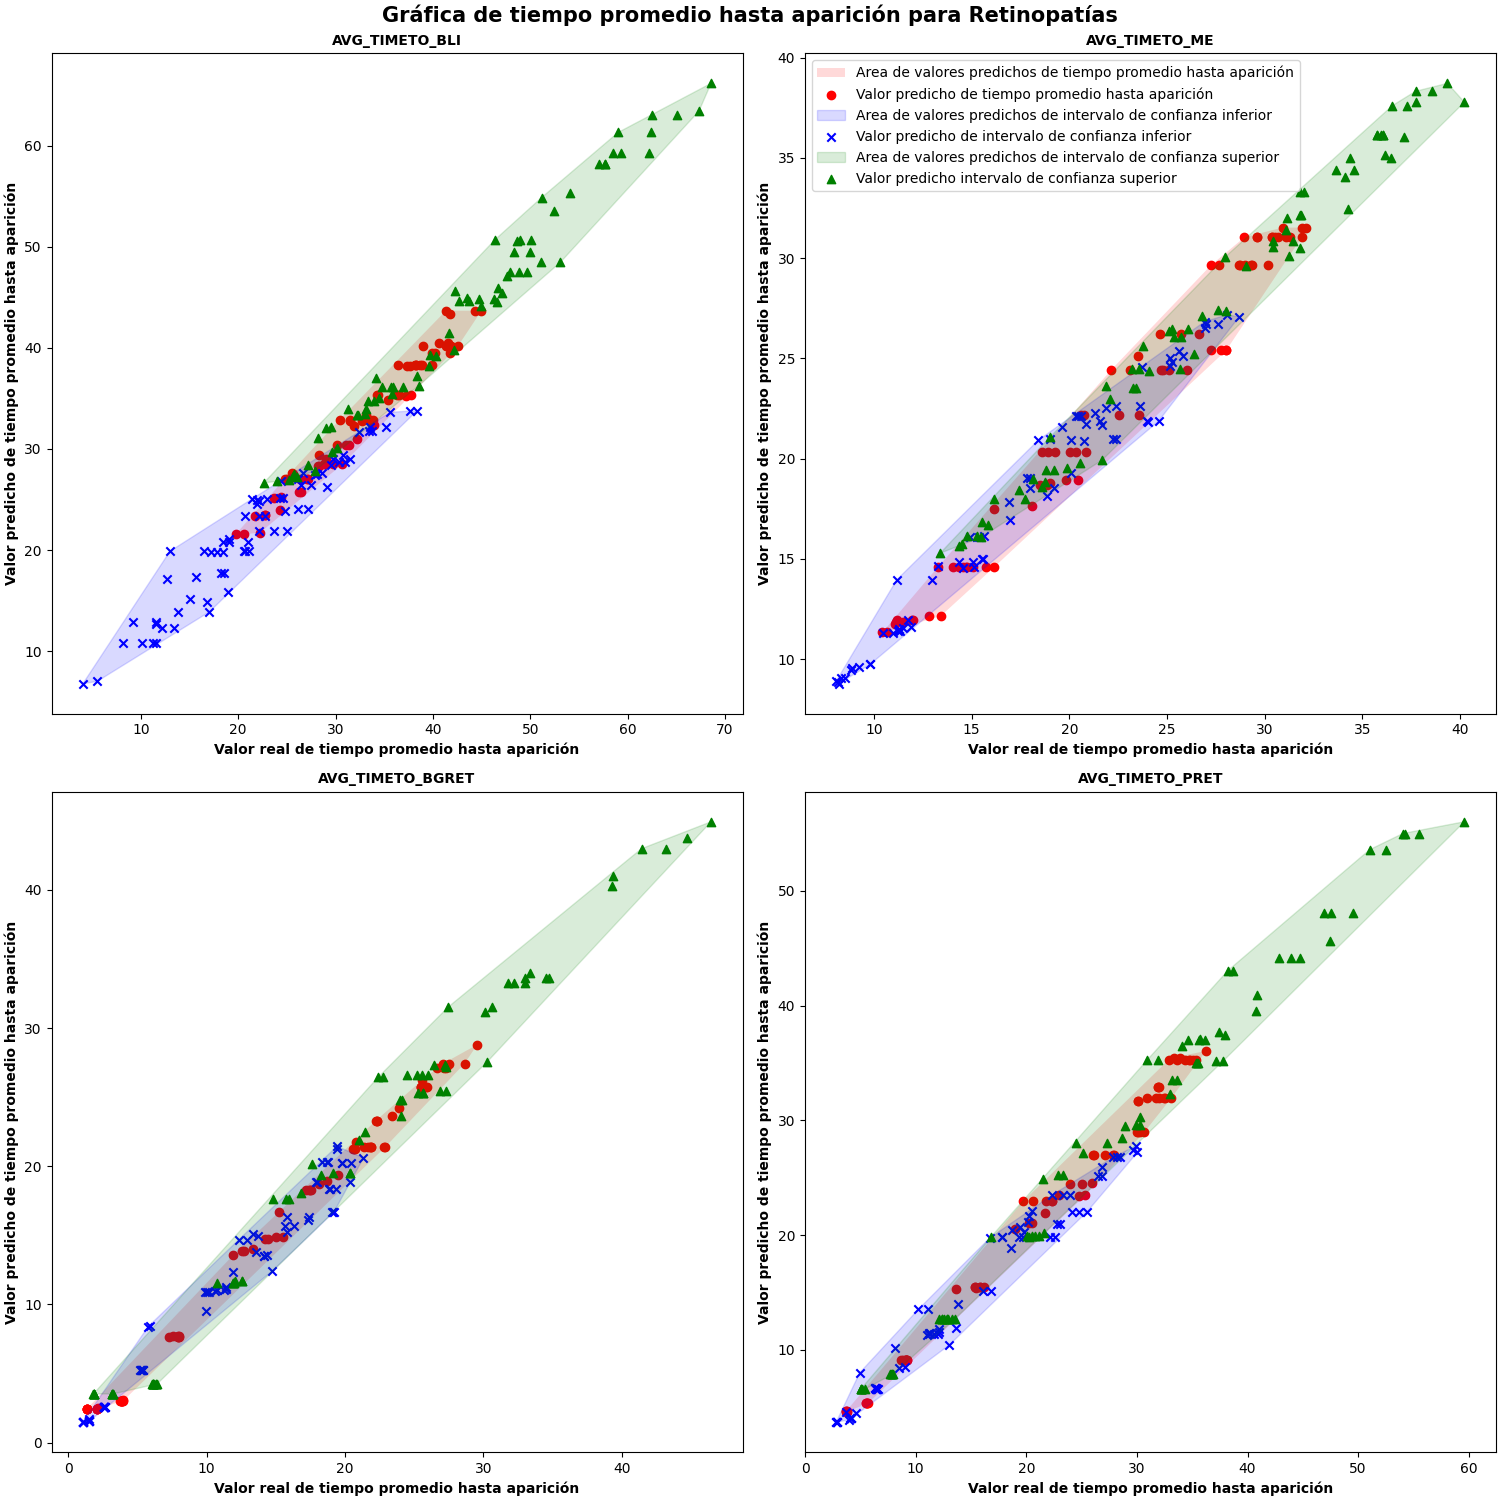 Gráfica de tiempo promedio hasta aparición para Retinopatías
AVG_TIMETO_BLI
Valor predicho de tiempo promedio hasta aparición
60
50
40
30
20
10
10 20 30 40 50 60 70
Valor real de tiempo promedio hasta aparición
AVG_TIMETO_ME
Area de valores predichos de tiempo promedio hasta aparición
Valor predicho de tiempo promedio hasta aparición
Area de valores predichos de intervalo de confianza inferior
Valor predicho de intervalo de confianza inferior
Area de valores predichos de intervalo de confianza superior
Valor predicho intervalo de confianza superior
Valor predicho de tiempo promedio hasta aparición
40
35
30
25
20
15
10
10 15 20 25 30 35 40
Valor real de tiempo promedio hasta aparición
AVG_TIMETO_BGRET
Valor predicho de tiempo promedio hasta aparición
40
30
20
10
0
0 10 20 30 40
Valor real de tiempo promedio hasta aparición
AVG_TIMETO_PRET
Valor predicho de tiempo promedio hasta aparición
50
40
30
20
10
0 10 20 30 40 50 60
Valor real de tiempo promedio hasta aparición